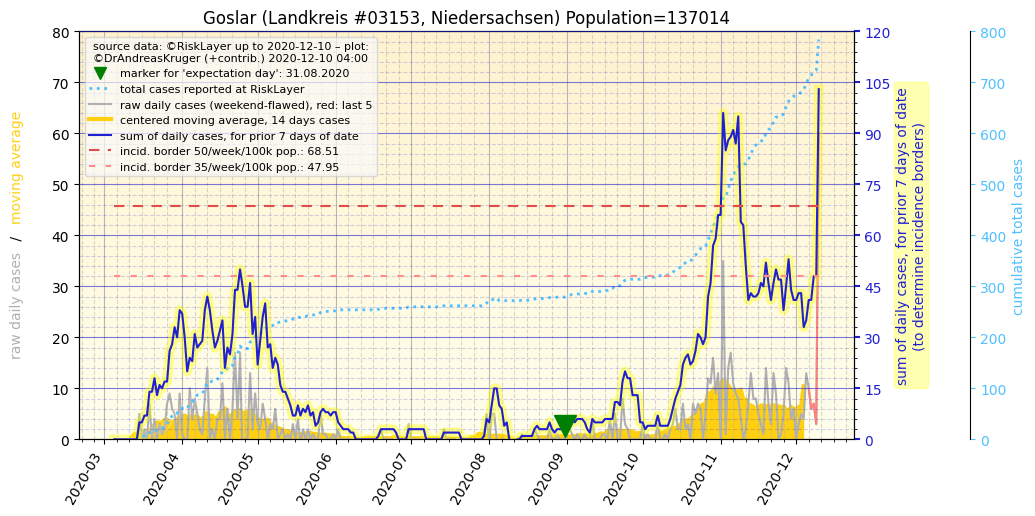 Goslar (Landkreis #03153, Niedersachsen) Population=137014
source data: ©RiskLayer up to 2020-12-10 – plot:
©DrAndreasKruger (+contrib.) 2020-12-10 04:00
marker for 'expectation day': 31.08.2020
total cases reported at RiskLayer
raw daily cases (weekend-flawed), red: last 5
centered moving average, 14 days cases
sum of daily cases, for prior 7 days of date
incid. border 50/week/100k pop.: 68.51
incid. border 35/week/100k pop.: 47.95
raw daily cases / moving average
80
70
60
50
40
30
20
10
0
2020-03
2020-04
2020-05
2020-06
2020-07
2020-08
2020-09
2020-10
2020-11
2020-12
120
105
90
75
60
45
30
15
0
sum of daily cases, for prior 7 days of date
(to determine incidence borders)
800
700
600
500
400
300
200
100
0
cumulative total cases